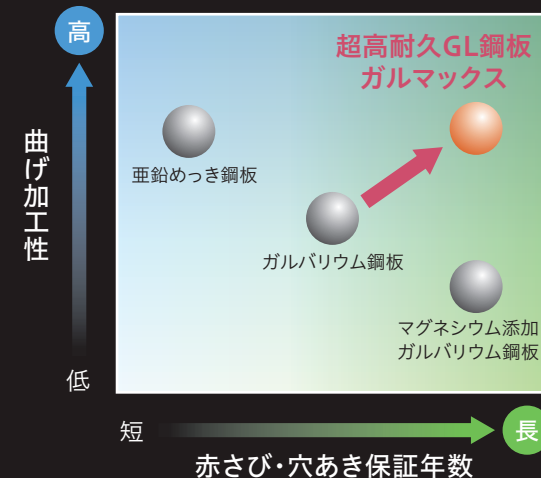 高
超高耐久GL鋼板
ガルマックス
曲げ加工性
亜鉛めっき鋼板
ガルバリウム鋼板
マグネシウム添加
ガルバリウム鋼板
低
短
長
赤さび・穴あき保証年数